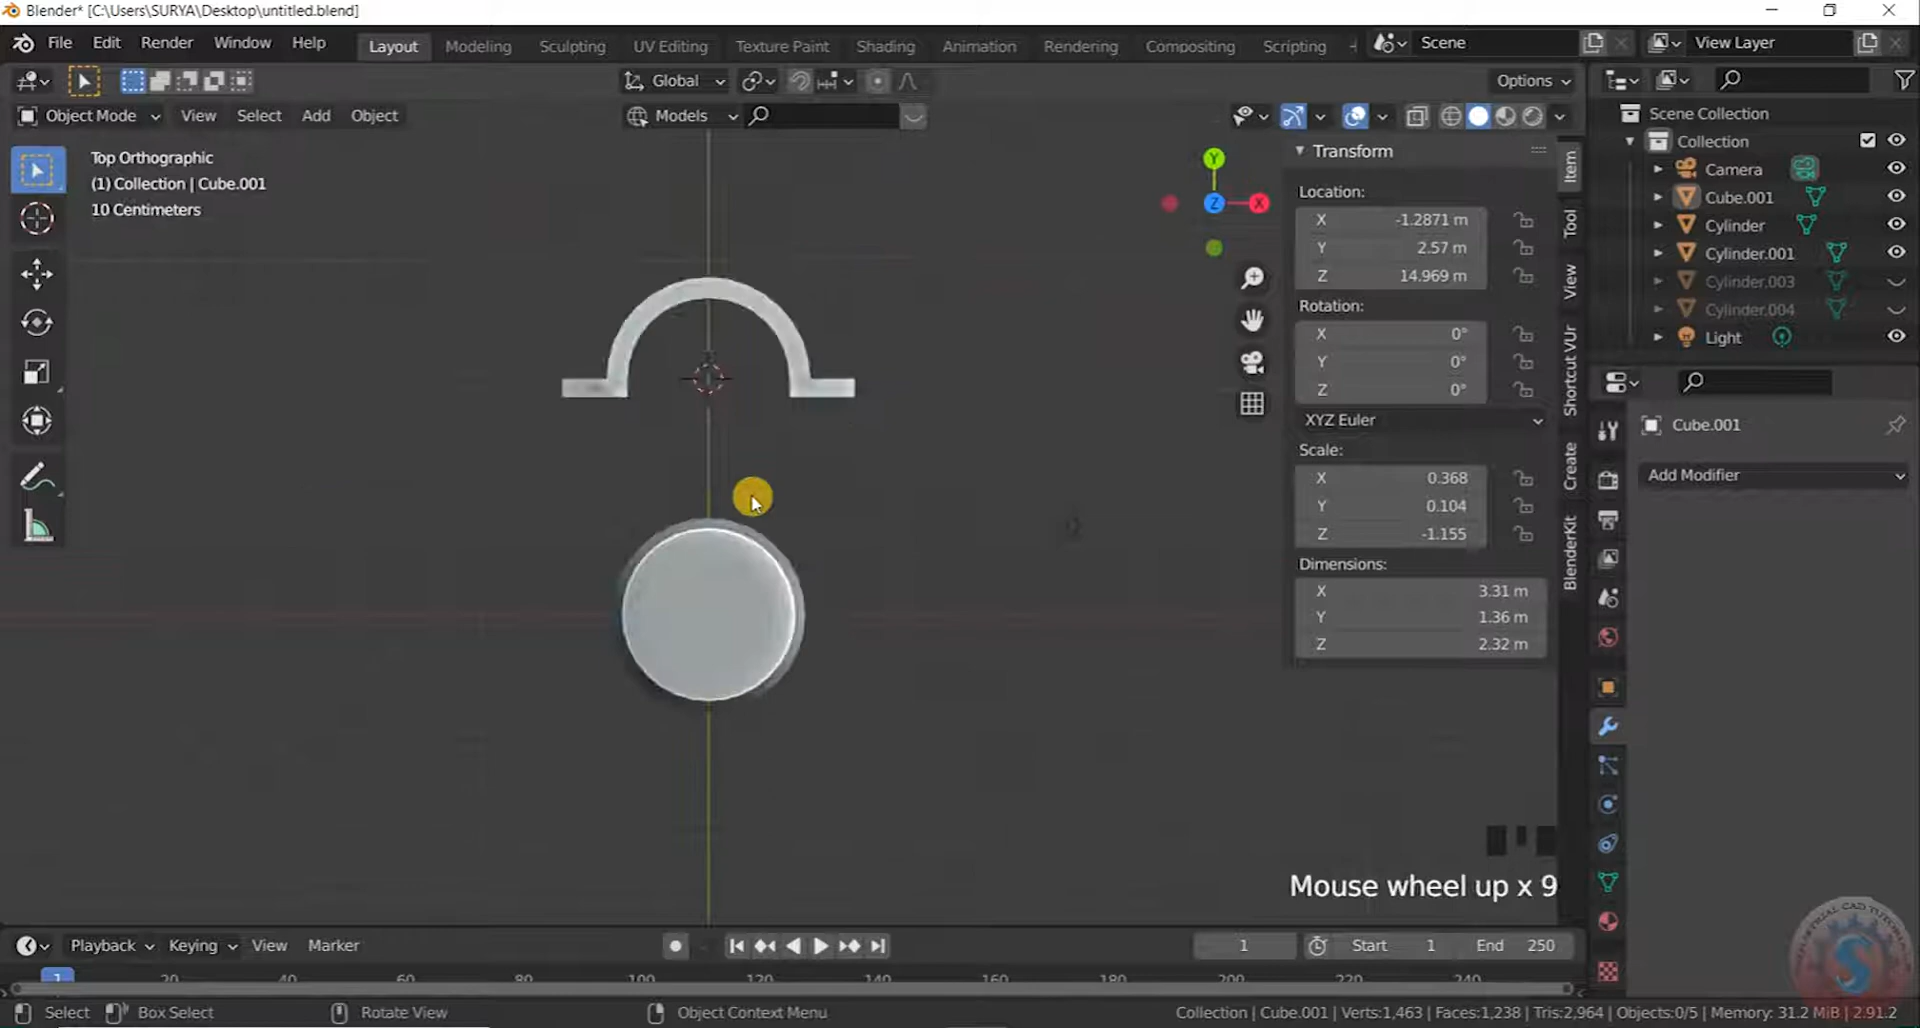 Blender* [C:\Users\SURYA\Desktop\untitled.blend]
File Edit Render Window Help Layout Modeling Sculpting UV Editing Texture Paint Shading Animation Rendering Compositing Scripting Scene View Layer
Global Options
Object Mode View Select Add Object Models
Top Orthographic
(1) Collection | Cube.001
10 Centimeters
Y
Z
X
Transform
Location:
X -1.2871 m
Y 2.57 m
Z 14.969 m
Rotation:
X 0°
Y 0°
Z 0°
XYZ Euler
Scale:
X 0.368
Y 0.104
Z -1.155
Dimensions:
X 3.31 m
Y 1.36 m
Z 2.32 m
Item
Tool
View
Shortcut VUr
Create
BlenderKit
Scene Collection
Collection
Camera
Cube.001
Cylinder
Cylinder.001
Cylinder.003
Cylinder.004
Light
Cube.001
Add Modifier
Mouse wheel up x 9
Playback Keying View Marker 1 Start 1 End 250
1 20 40 60 80 100 120 140 160 180 200 220 240
Select Box Select Rotate View Object Context Menu Collection | Cube.001 | Verts:1,463 | Faces:1,238 | Tris:2,964 | Objects:0/5 | Memory: 31.2 MiB | 2.91.2